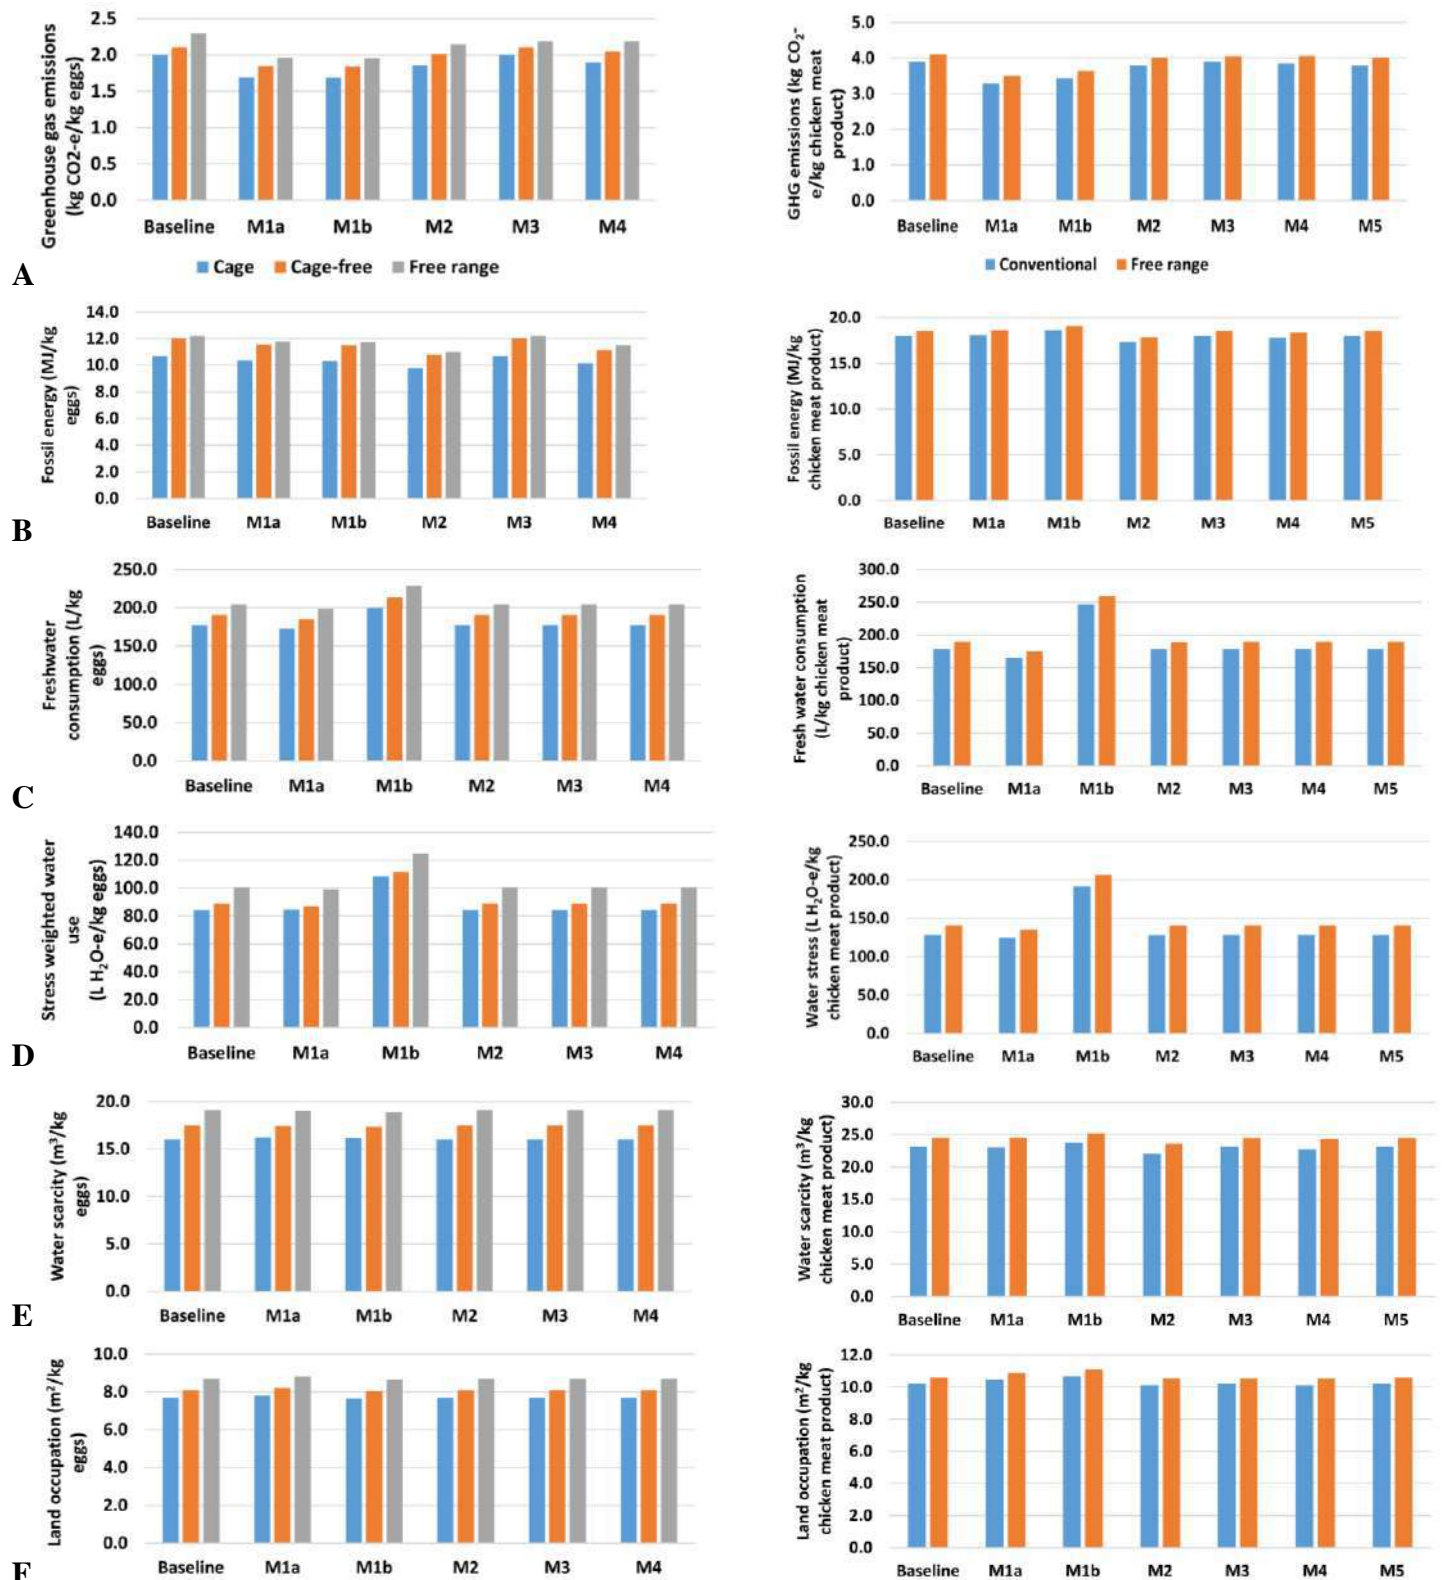 Greenhouse gas emissions
(kg CO2-e/kg eggs)
2.5
2.0
1.5
1.0
0.5
0.0
Baseline M1a M1b M2 M3 M4
Cage Cage-free Free range
GHG emissions (kg CO₂-
e/kg chicken meat
product)
5.0
4.0
3.0
2.0
1.0
0.0
Baseline M1a M1b M2 M3 M4 M5
Conventional Free range
A
Fossil energy (MJ/kg
eggs)
14.0
12.0
10.0
8.0
6.0
4.0
2.0
0.0
Baseline M1a M1b M2 M3 M4
Fossil energy (MJ/kg
chicken meat product)
20.0
15.0
10.0
5.0
0.0
Baseline M1a M1b M2 M3 M4 M5
B
Freshwater
consumption (L/kg
eggs)
250.0
200.0
150.0
100.0
50.0
0.0
Baseline M1a M1b M2 M3 M4
Fresh water consumption
(L/kg chicken meat
product)
300.0
250.0
200.0
150.0
100.0
50.0
0.0
Baseline M1a M1b M2 M3 M4 M5
C
Stress weighted water
use
(L H₂O-e/kg eggs)
140.0
120.0
100.0
80.0
60.0
40.0
20.0
0.0
Baseline M1a M1b M2 M3 M4
Water stress (L H₂O-e/kg
chicken meat product)
250.0
200.0
150.0
100.0
50.0
0.0
Baseline M1a M1b M2 M3 M4 M5
D
Water scarcity (m³/kg
eggs)
20.0
15.0
10.0
5.0
0.0
Baseline M1a M1b M2 M3 M4
Water scarcity (m³/kg
chicken meat product)
30.0
25.0
20.0
15.0
10.0
5.0
0.0
Baseline M1a M1b M2 M3 M4 M5
E
Land occupation (m²/kg
eggs)
10.0
8.0
6.0
4.0
2.0
0.0
Baseline M1a M1b M2 M3 M4
Land occupation (m²/kg
chicken meat product)
12.0
10.0
8.0
6.0
4.0
2.0
0.0
Baseline M1a M1b M2 M3 M4 M5
F